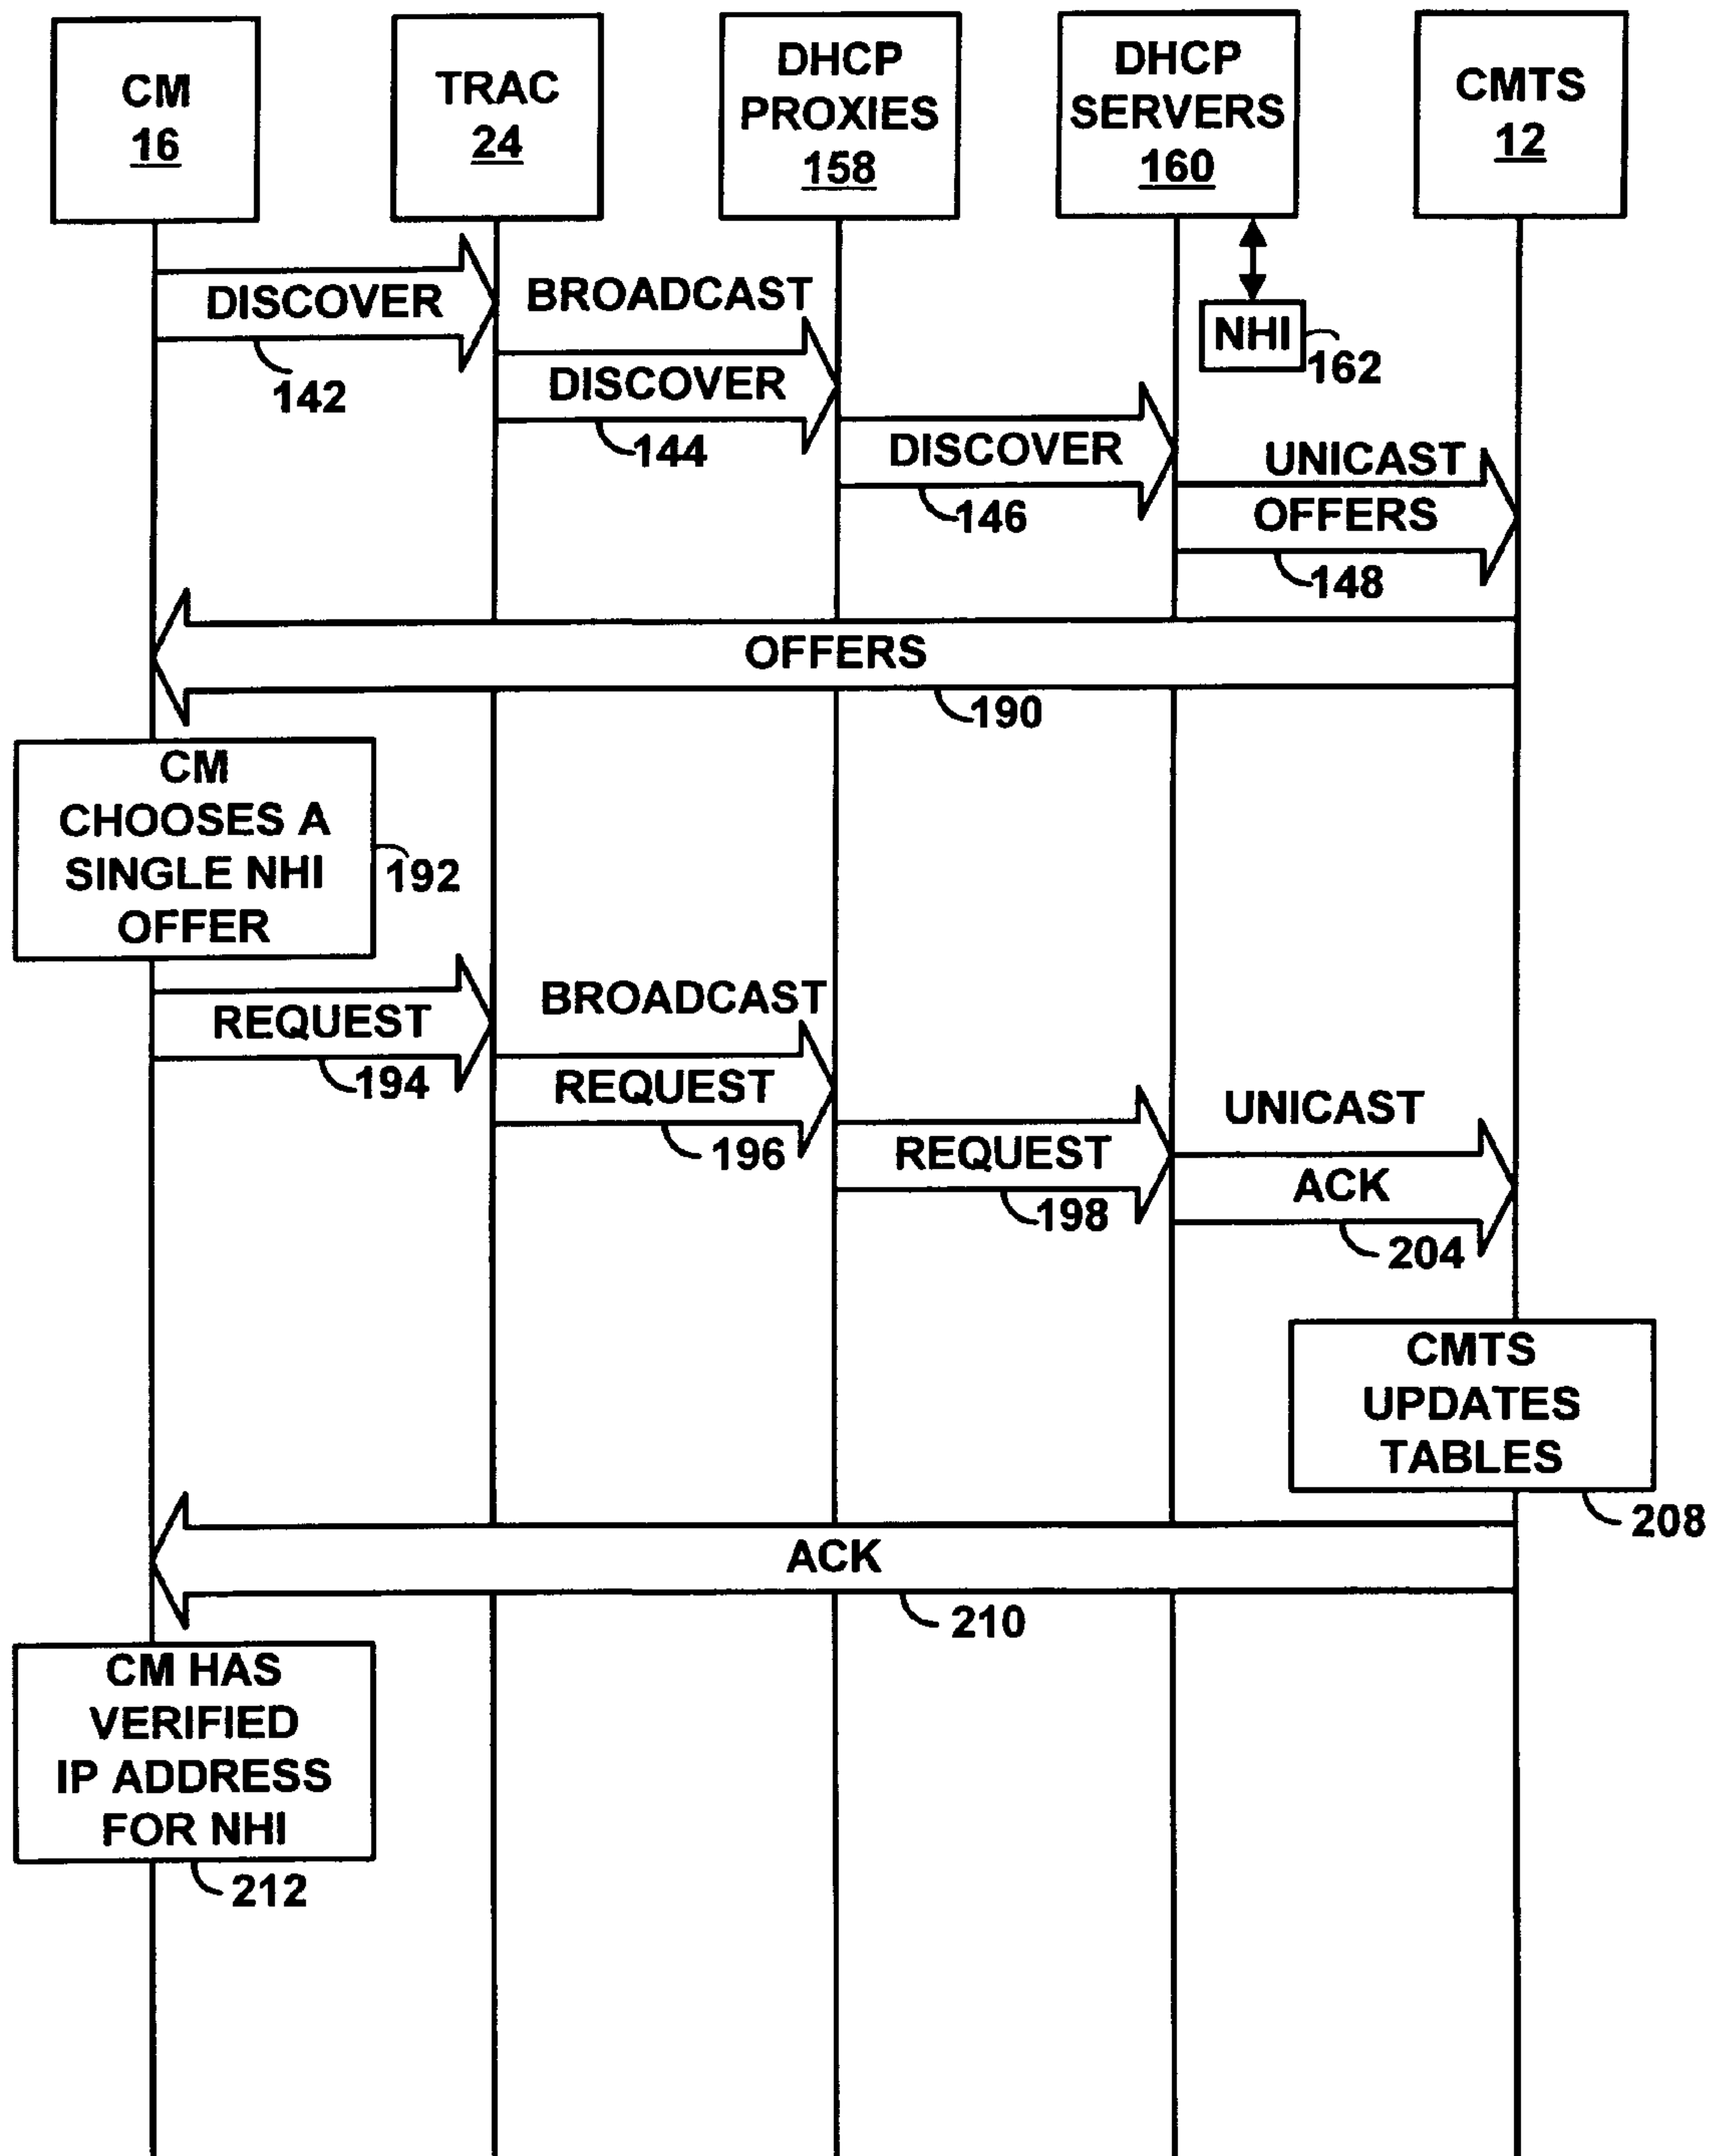 CM
16
TRAC
24
DHCP
PROXIES
158
DHCP
SERVERS
160
CMTS
12
DISCOVER
142
BROADCAST
DISCOVER
144
NHI
162
DISCOVER
146
UNICAST
OFFERS
148
OFFERS
190
CM
CHOOSES A
SINGLE NHI
OFFER
192
REQUEST
194
BROADCAST
REQUEST
196
REQUEST
198
UNICAST
ACK
204
CMTS
UPDATES
TABLES
208
ACK
210
CM HAS
VERIFIED
IP ADDRESS
FOR NHI
212